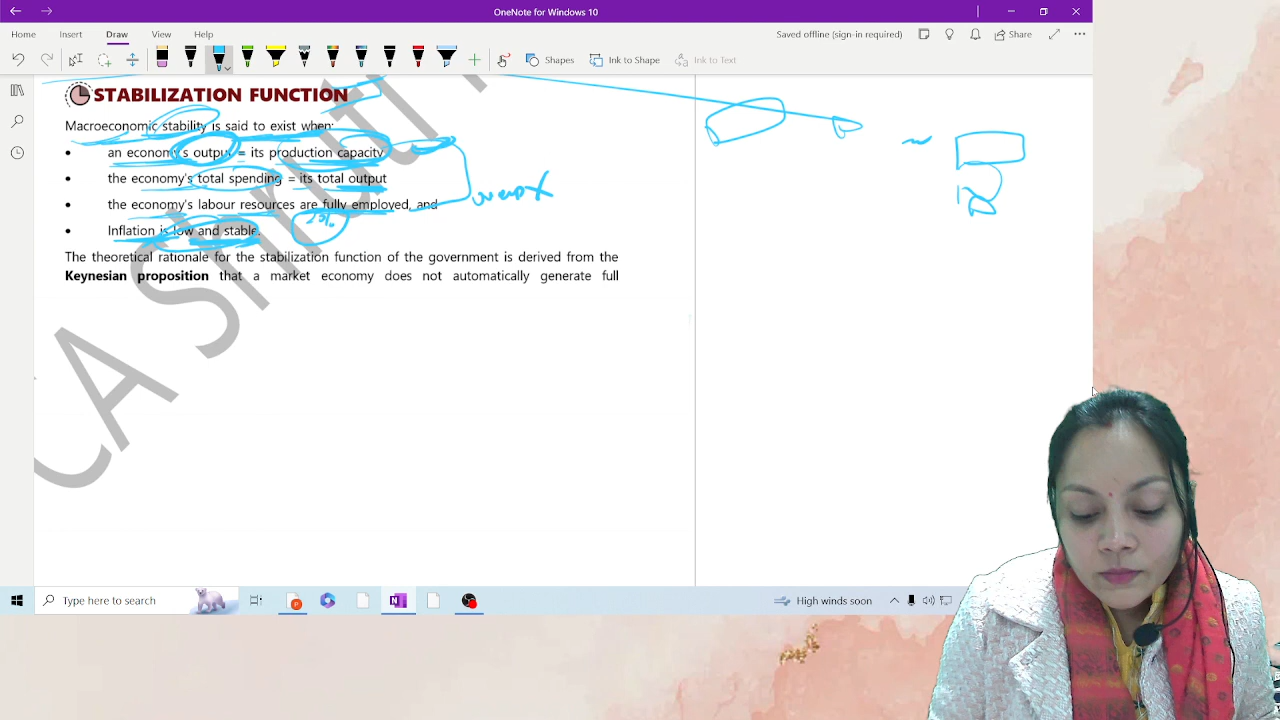 OneNote for Windows 10
Home Insert Draw View Help
Saved offline (sign-in required)
Share
Shapes
Ink to Shape
Ink to Text
STABILIZATION FUNCTION
Macroeconomic stability is said to exist when:
• an economy's output = its production capacity
• the economy's total spending = its total output
• the economy's labour resources are fully employed, and
• Inflation is low and stable.
2%
The theoretical rationale for the stabilization function of the government is derived from the
Keynesian proposition that a market economy does not automatically generate full
CA Shruti
Type here to search
High winds soon